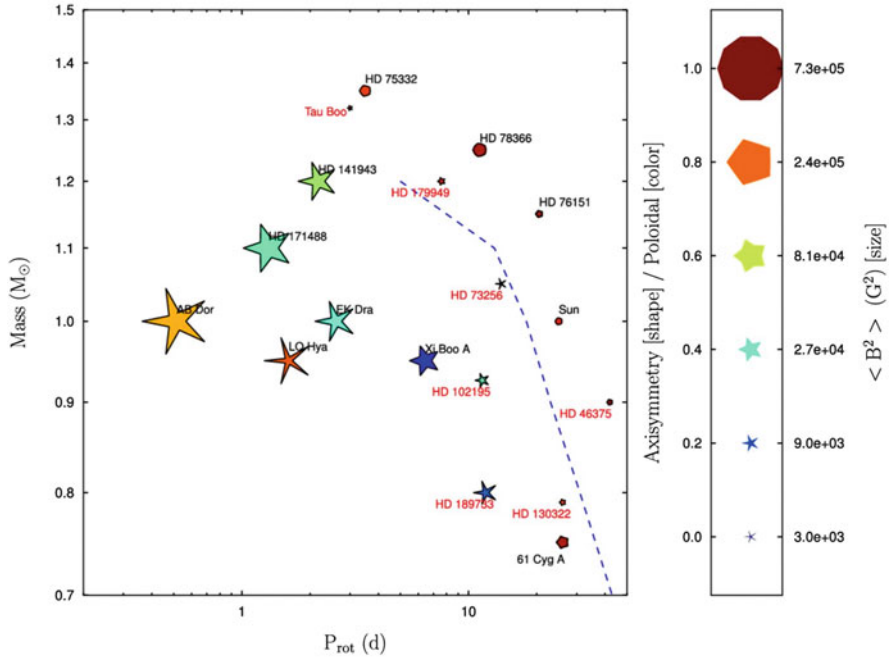 1.5
1.4
1.3
1.2
1.1
1.0
0.9
0.8
0.7
Mass (M☉)
HD 75332
Tau Boo
HD 78366
HD 141943
HD 179949
HD 76151
HD 171488
HD 73256
AB Dor
EK Dra
Sun
LQ Hya
Xi Boo A
HD 102195
HD 46375
HD 189733
HD 130322
61 Cyg A
1
10
Prot (d)
Axisymmetry [shape] / Poloidal [color]
1.0
0.8
0.6
0.4
0.2
0.0
7.3e+05
2.4e+05
8.1e+04
2.7e+04
9.0e+03
3.0e+03
< B² > (G²) [size]